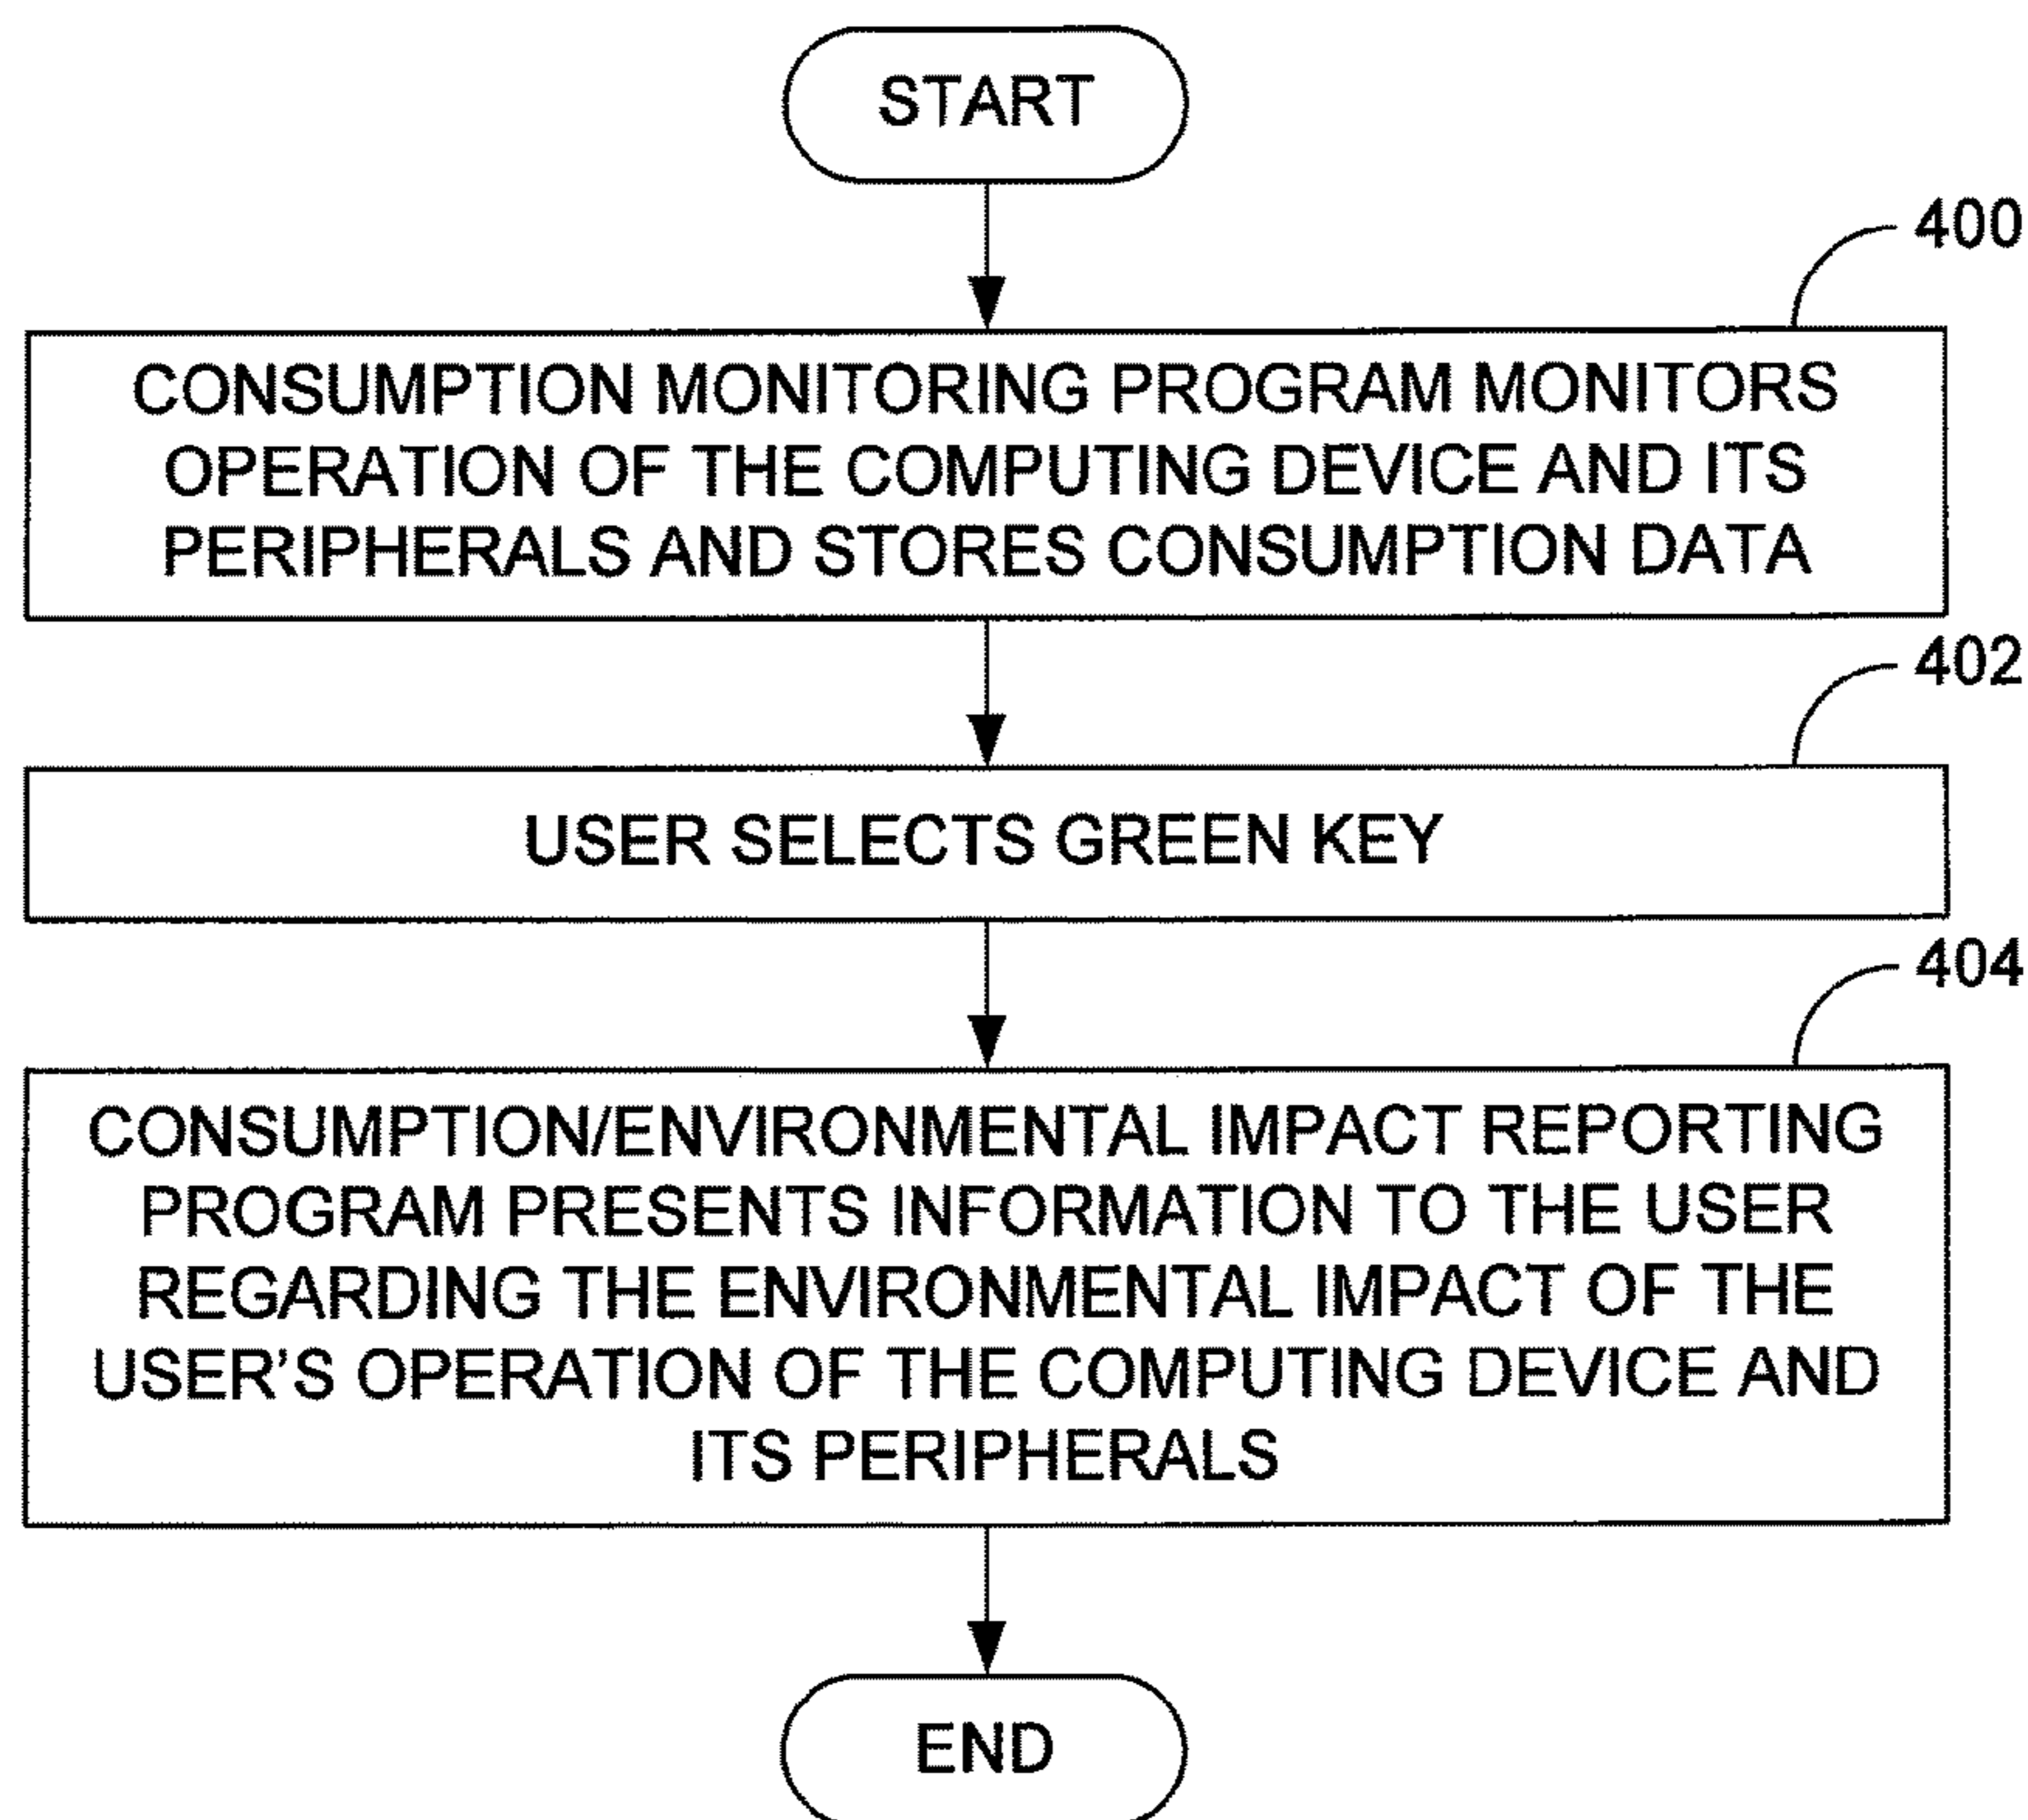 START
400
CONSUMPTION MONITORING PROGRAM MONITORS
OPERATION OF THE COMPUTING DEVICE AND ITS
PERIPHERALS AND STORES CONSUMPTION DATA
402
USER SELECTS GREEN KEY
404
CONSUMPTION/ENVIRONMENTAL IMPACT REPORTING
PROGRAM PRESENTS INFORMATION TO THE USER
REGARDING THE ENVIRONMENTAL IMPACT OF THE
USER'S OPERATION OF THE COMPUTING DEVICE AND
ITS PERIPHERALS
END